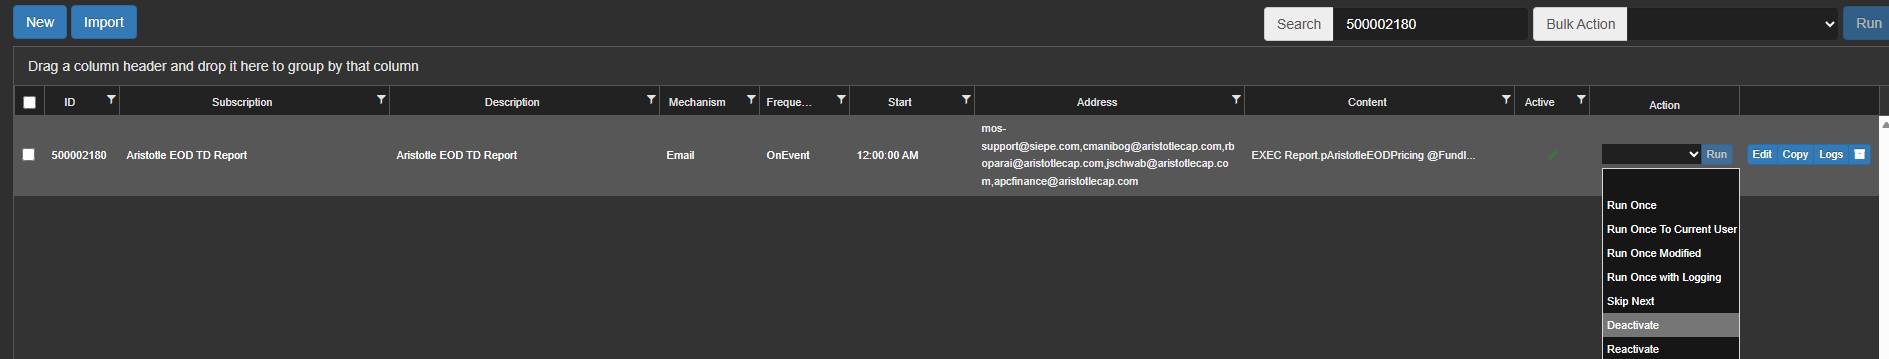 New Import Search 500002180 Bulk Action Run
Drag a column header and drop it here to group by that column
ID Subscription Description Mechanism Freque... Start Address Content Active Action
500002180 Aristotle EOD TD Report Aristotle EOD TD Report Email OnEvent 12:00:00 AM
mos-
support@siepe.com,cmanibog@aristotlecap.com,rb
oparai@aristotlecap.com,jschwab@aristotlecap.co
m,apcfinance@aristotlecap.com
EXEC Report.pAristotleEODPricing @FundI...
Run Edit Copy Logs
Run Once
Run Once To Current User
Run Once Modified
Run Once with Logging
Skip Next
Deactivate
Reactivate